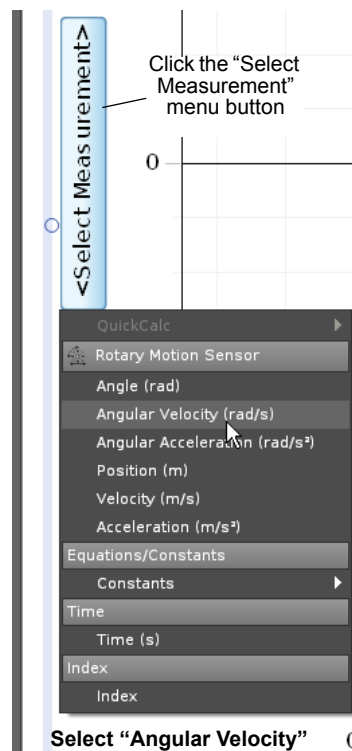 <Select Measurement>
Click the “Select
Measurement”
menu button
0
QuickCalc
Rotary Motion Sensor
Angle (rad)
Angular Velocity (rad/s)
Angular Acceleration (rad/s²)
Position (m)
Velocity (m/s)
Acceleration (m/s²)
Equations/Constants
Constants
Time
Time (s)
Index
Index
Select “Angular Velocity”